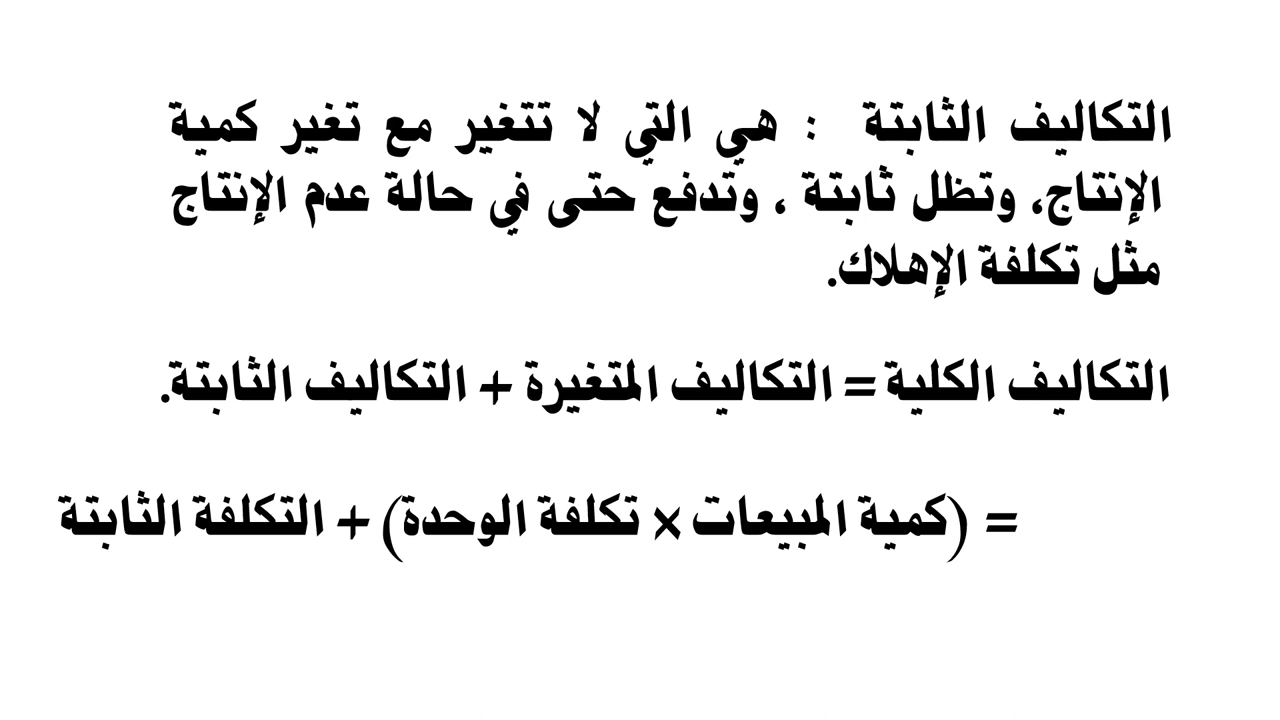 التكاليف الثابتة : هي التي لا تتغير مع تغير كمية
الإنتاج، وتظل ثابتة ، وتدفع حتى في حالة عدم الإنتاج
مثل تكلفة الإهلاك.
التكاليف الكلية = التكاليف المتغيرة + التكاليف الثابتة.
= (كمية المبيعات × تكلفة الوحدة) + التكلفة الثابتة